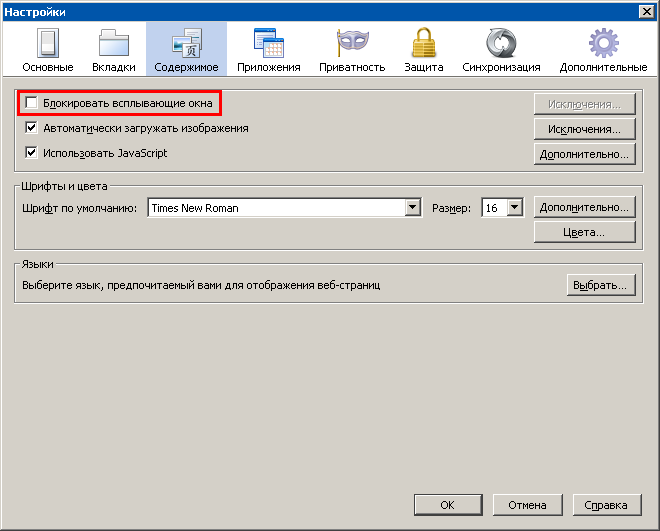 Настройки
Основные Вкладки Содержимое Приложения Приватность Защита Синхронизация Дополнительные
Блокировать всплывающие окна Исключения...
Автоматически загружать изображения Исключения...
Использовать JavaScript Дополнительно...
Шрифты и цвета
Шрифт по умолчанию: Times New Roman Размер: 16 Дополнительно...
Цвета...
Языки
Выберите язык, предпочитаемый вами для отображения веб-страниц Выбрать...
OK Отмена Справка